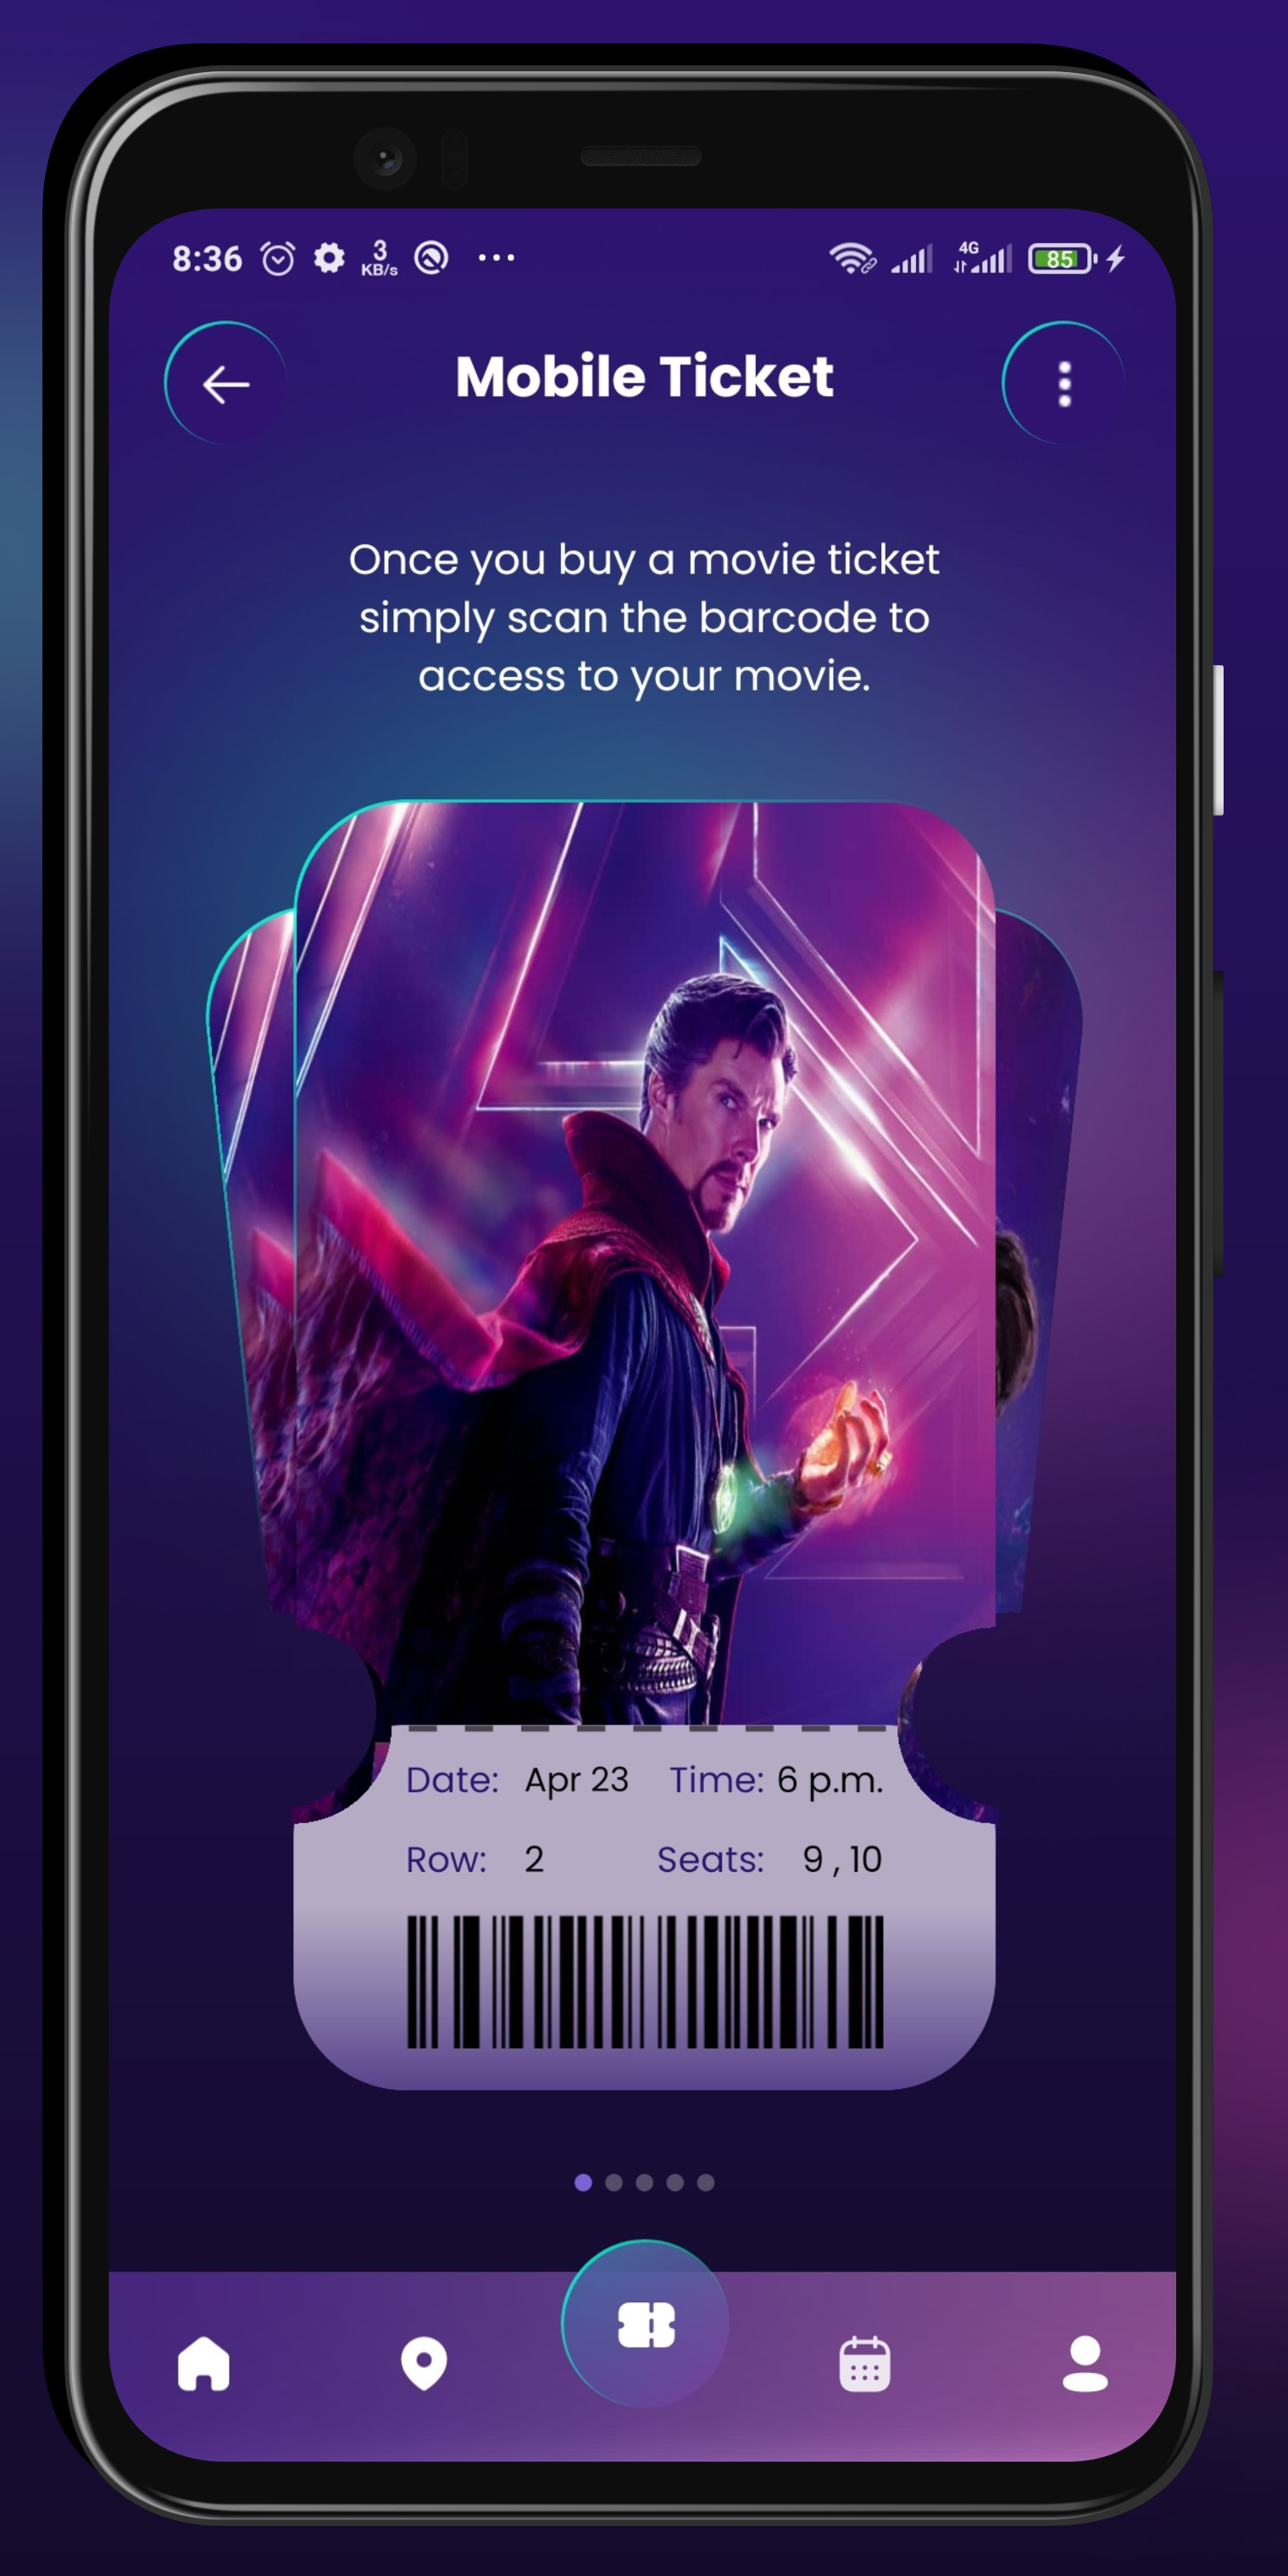 8:36 3 KB/s ... 4G 85
Mobile Ticket
Once you buy a movie ticket
simply scan the barcode to
access to your movie.
Date: Apr 23 Time: 6 p.m.
Row: 2 Seats: 9 , 10